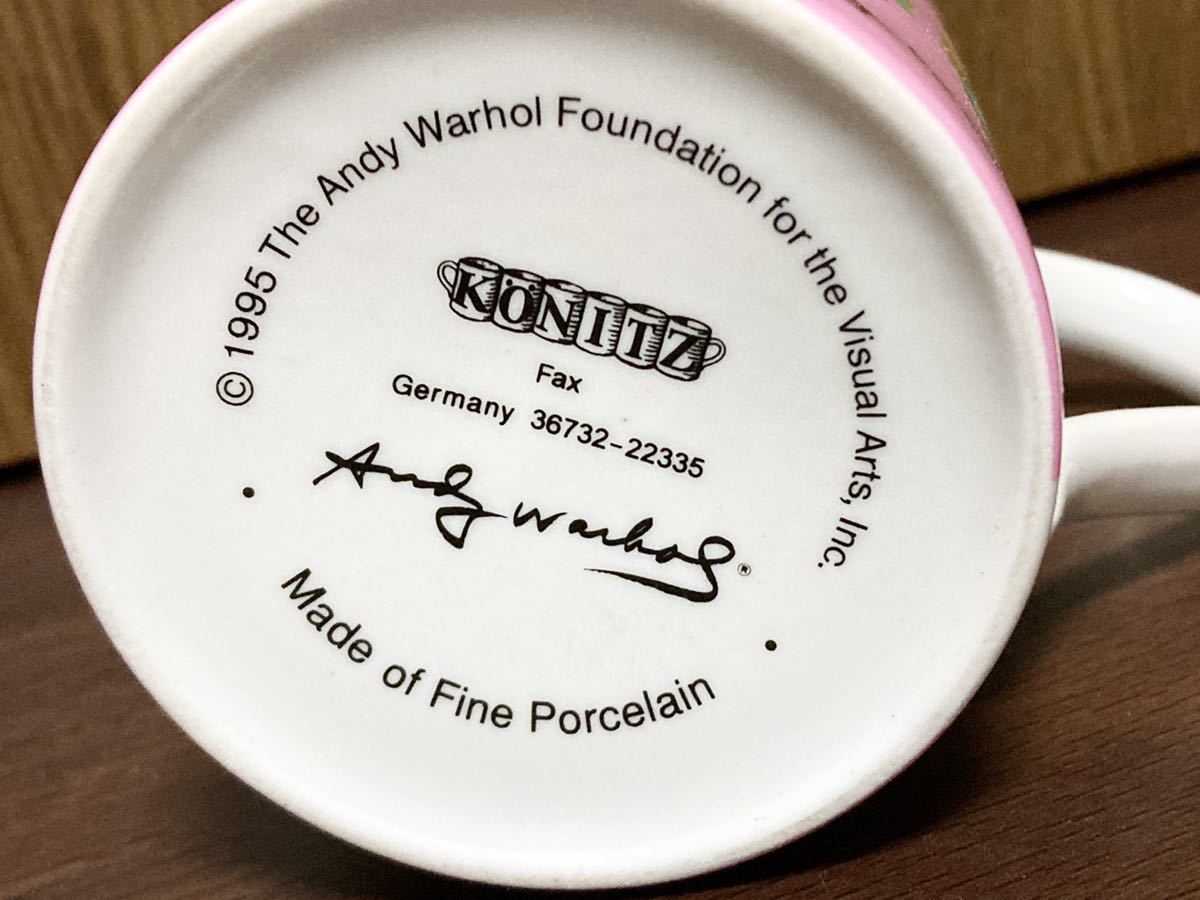 © 1995 The Andy Warhol Foundation for the Visual Arts, Inc.
KÖNITZ
Fax
Germany 36732-22335
Andy Warhol ®
• Made of Fine Porcelain •